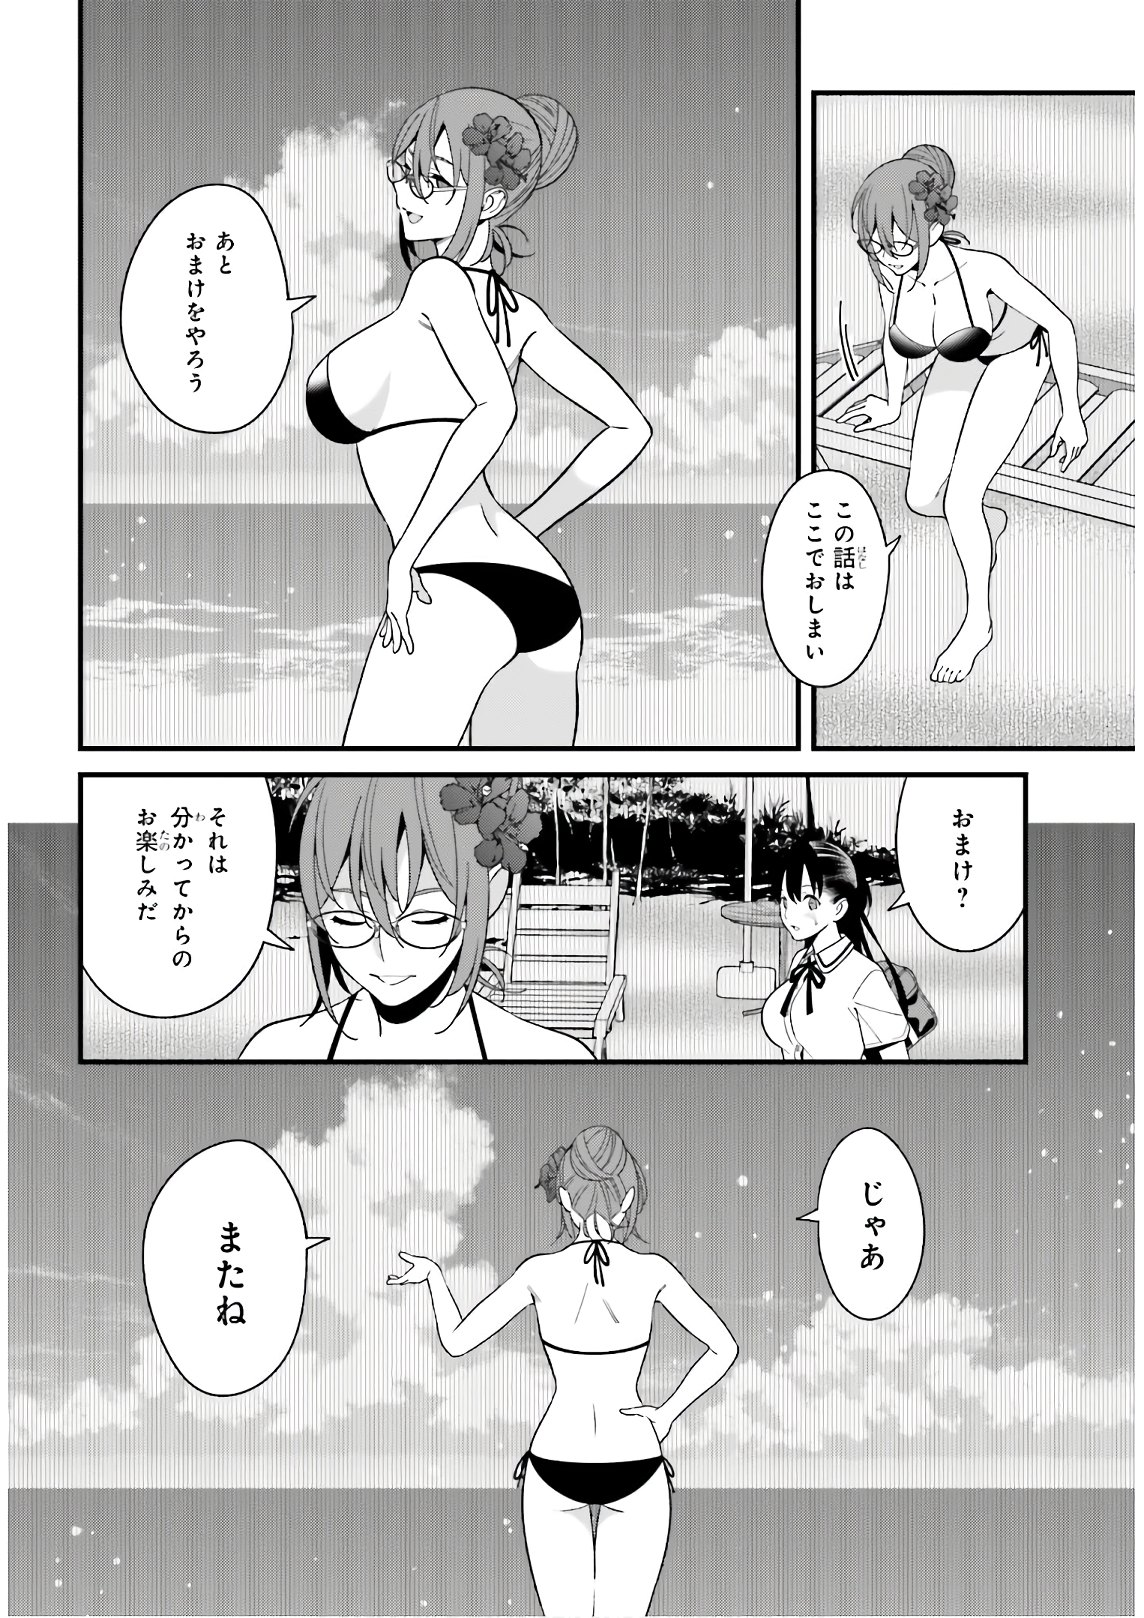 この話は
ここでおしまい
あと
おまけをやろう
おまけ？
それは
分かってからの
お楽しみだ
じゃあ
またね